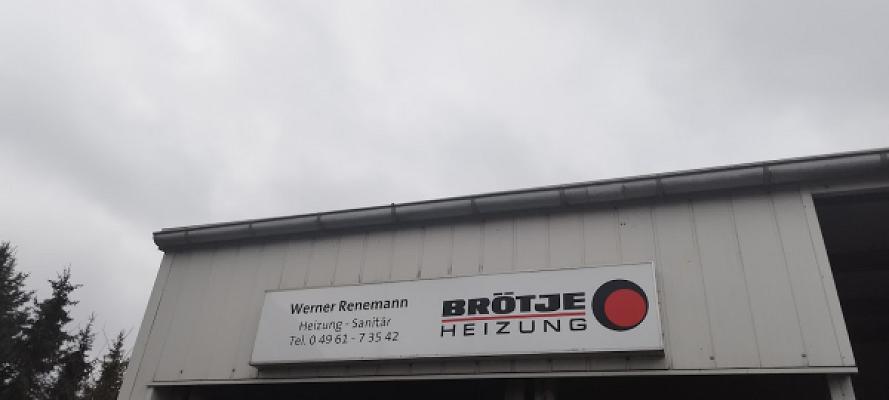 Werner Renemann
Heizung - Sanitär
Tel. 0 49 61 - 7 35 42
BRÖTJE
HEIZUNG